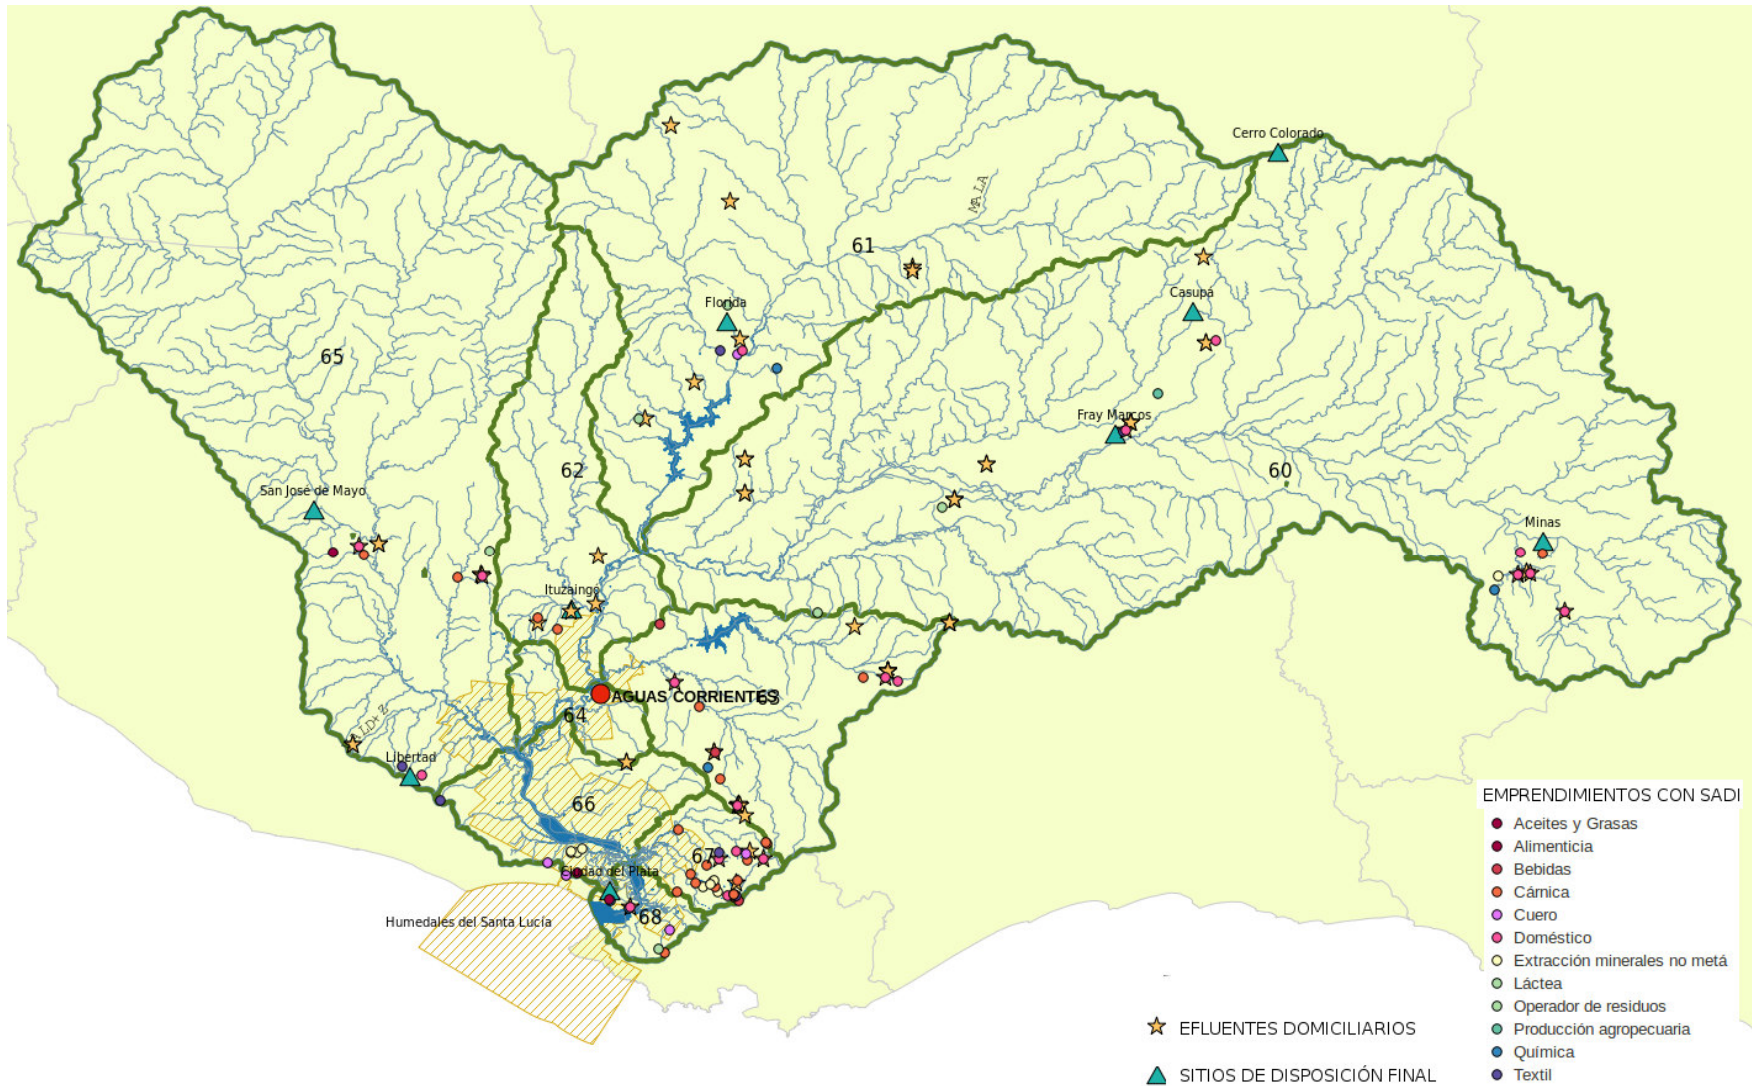 Cerro Colorado
MALA
61
Casupá
Florida
65
Fray Marcos
62
60
San José de Mayo
Minas
Ituzaingó
AGUAS CORRIENTES
63
64
Libertad
66
67
Ciudad del Plata
68
Humedales del Santa Lucía
EMPRENDIMIENTOS CON SADI
Aceites y Grasas
Alimenticia
Bebidas
Cárnica
Cuero
Doméstico
Extracción minerales no metá
Láctea
Operador de residuos
Producción agropecuaria
Química
Textil
EFLUENTES DOMICILIARIOS
SITIOS DE DISPOSICIÓN FINAL